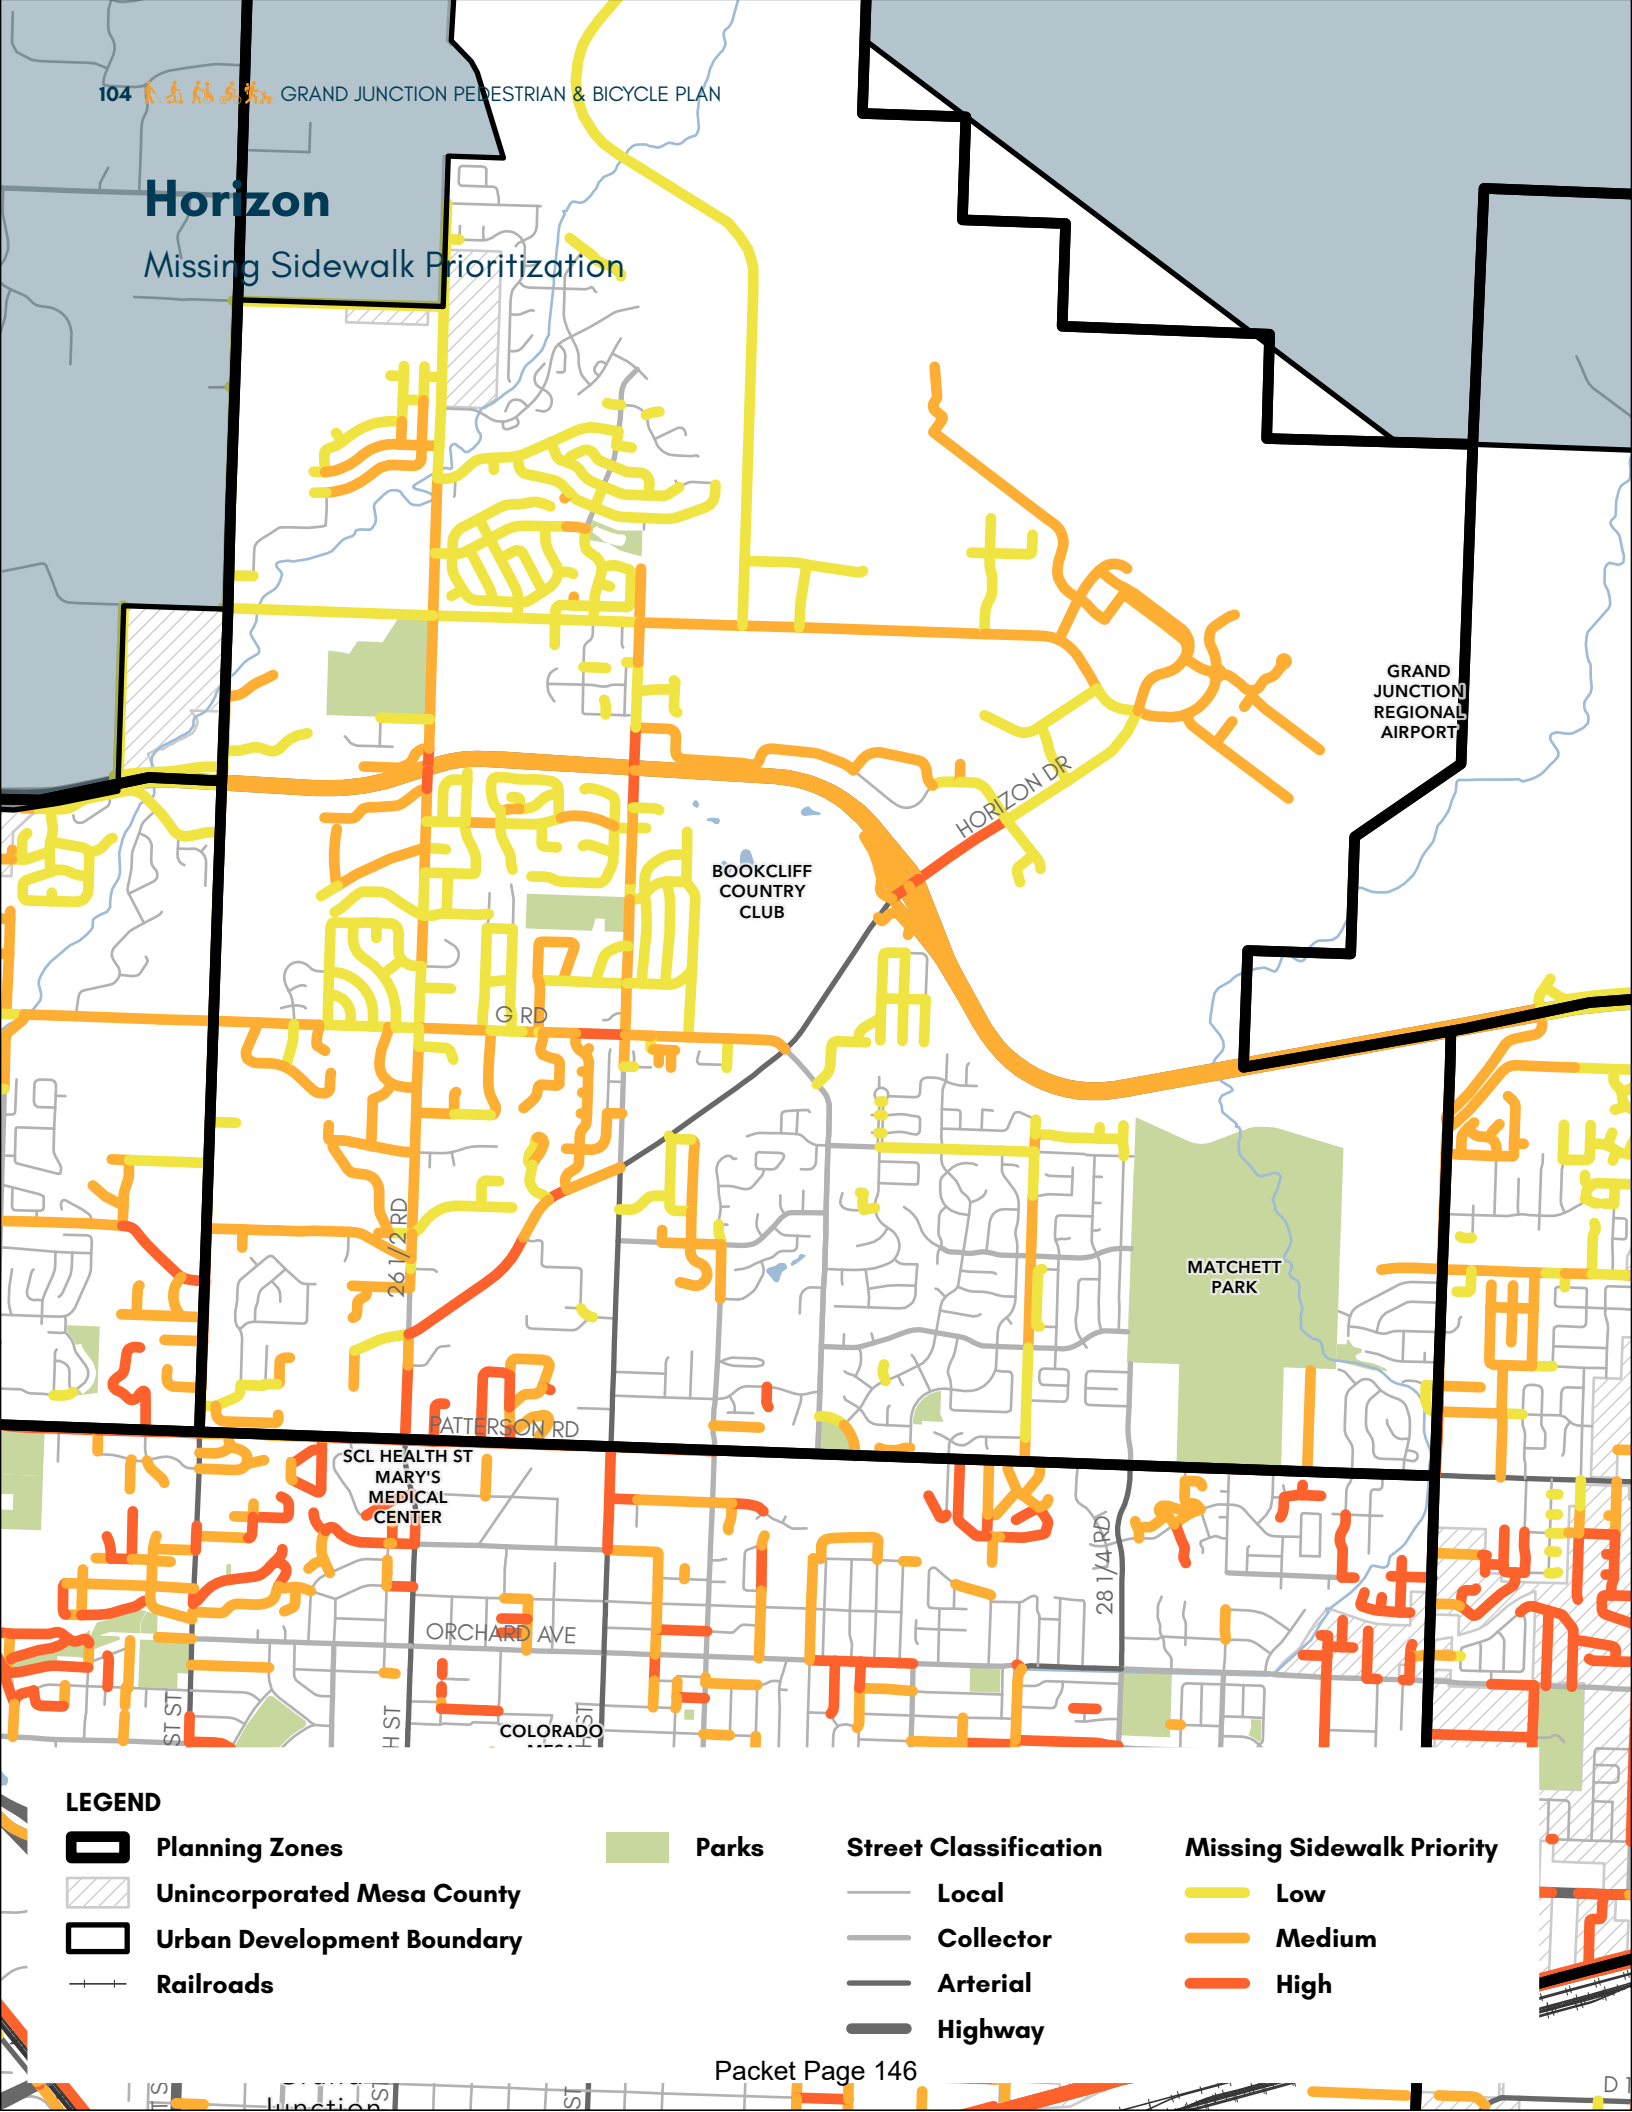 104 GRAND JUNCTION PEDESTRIAN & BICYCLE PLAN
Horizon
Missing Sidewalk Prioritization
GRAND
JUNCTION
REGIONAL
AIRPORT
HORIZON DR
BOOKCLIFF
COUNTRY
CLUB
G RD
26 1/2 RD
MATCHETT
PARK
PATTERSON RD
SCL HEALTH ST
MARY'S
MEDICAL
CENTER
28 1/4 RD
ORCHARD AVE
ST ST
H ST
ST
COLORADO
LEGEND
Planning Zones
Unincorporated Mesa County
Urban Development Boundary
Railroads
Parks
Street Classification
Local
Collector
Arterial
Highway
Missing Sidewalk Priority
Low
Medium
High
Packet Page 146
ST
Junction
D